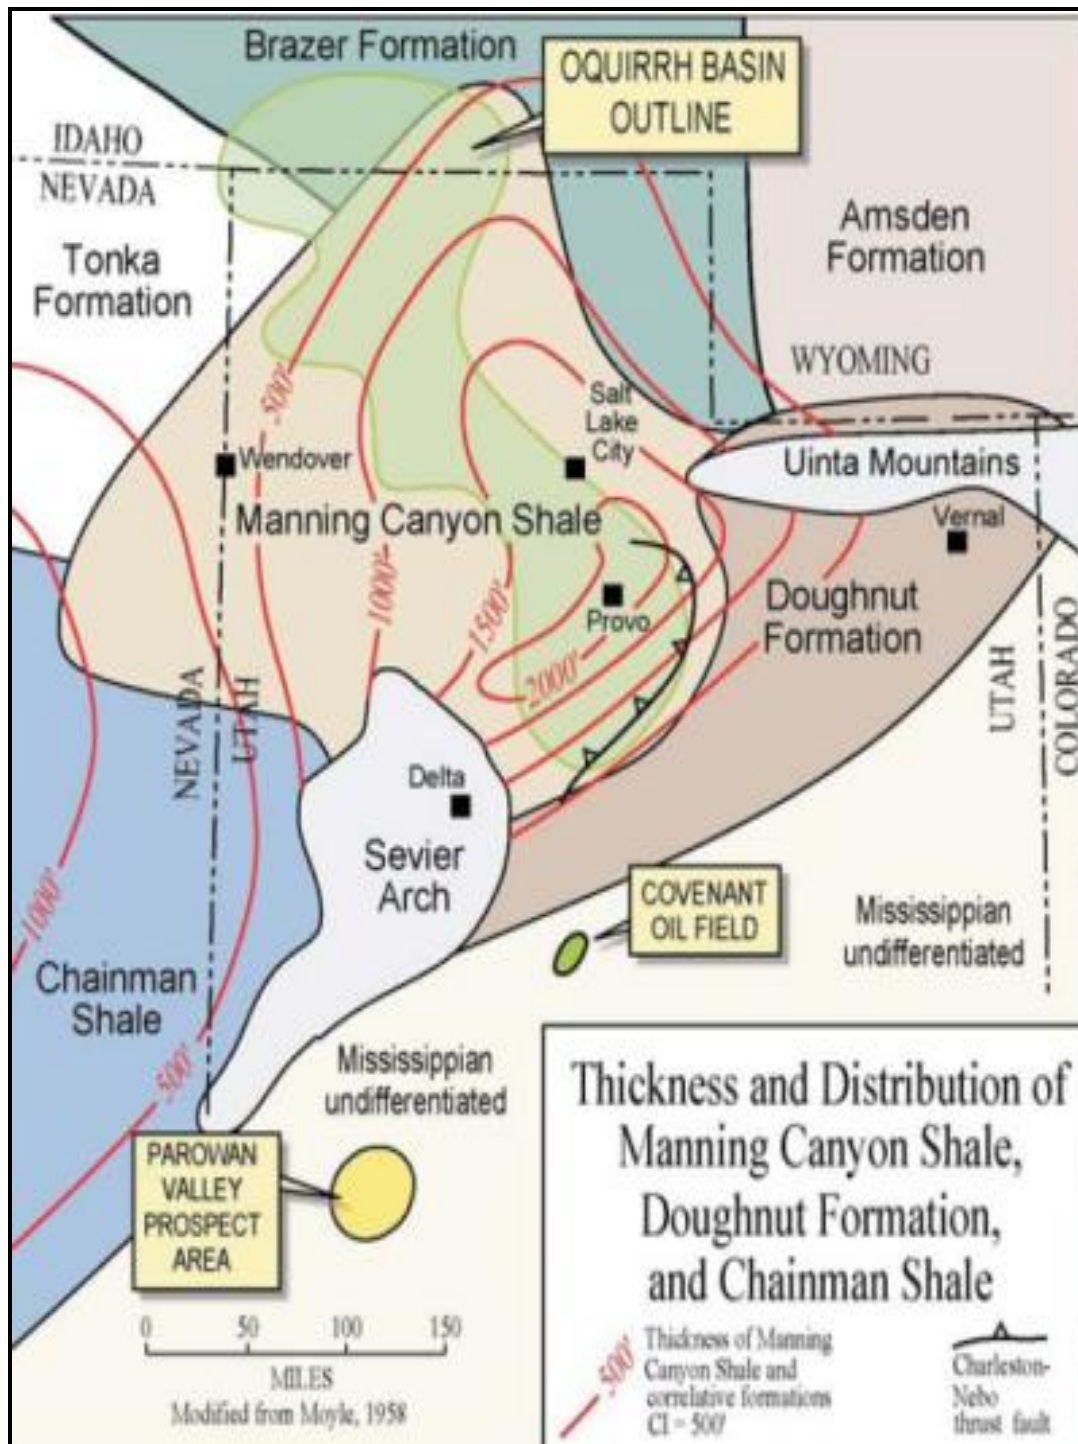 Brazer Formation
OQUIRRH BASIN
OUTLINE
IDAHO
NEVADA
Amsden
Formation
Tonka
Formation
WYOMING
500'
Salt
Lake
City
Wendover
Uinta Mountains
Manning Canyon Shale
Vernal
1000'
1500'
Provo
Doughnut
Formation
2000'
NEVADA
UTAH
UTAH
COLORADO
Delta
Sevier
Arch
1000'
COVENANT
OIL FIELD
Mississippian
undifferentiated
Chainman
Shale
500'
Mississippian
undifferentiated
Thickness and Distribution of
Manning Canyon Shale,
Doughnut Formation,
and Chainman Shale
PAROWAN
VALLEY
PROSPECT
AREA
0 50 100 150
MILES
Modified from Moyle, 1958
500'
Thickness of Manning
Canyon Shale and
correlative formations
CI = 500'
Charleston-
Nebo
thrust fault